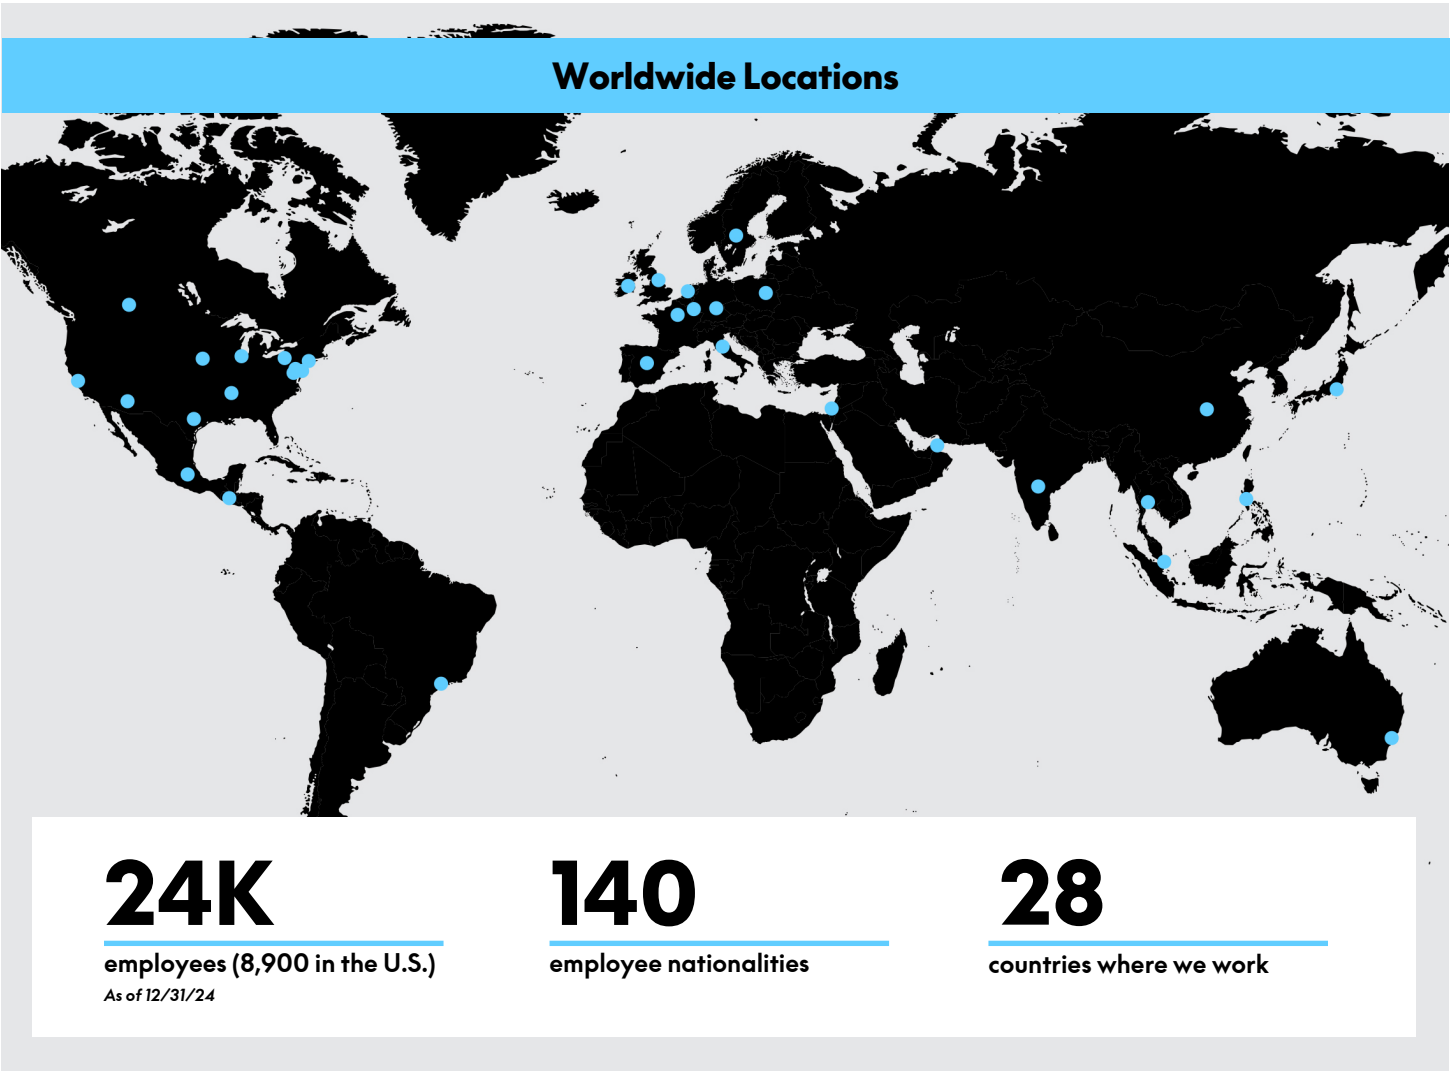 Worldwide Locations
24K
employees (8,900 in the U.S.)
As of 12/31/24
140
employee nationalities
28
countries where we work